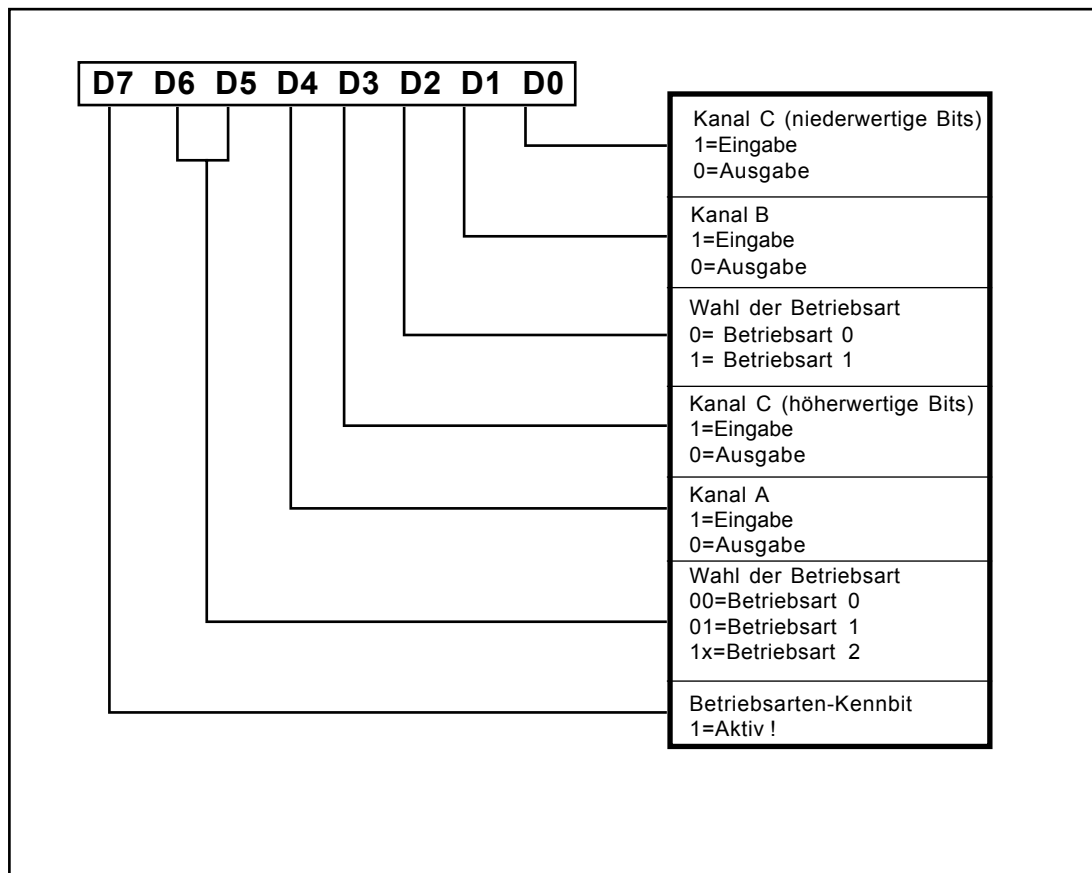 D7 D6 D5 D4 D3 D2 D1 D0
Kanal C (niederwertige Bits)
1=Eingabe
0=Ausgabe
Kanal B
1=Eingabe
0=Ausgabe
Wahl der Betriebsart
0= Betriebsart 0
1= Betriebsart 1
Kanal C (höherwertige Bits)
1=Eingabe
0=Ausgabe
Kanal A
1=Eingabe
0=Ausgabe
Wahl der Betriebsart
00=Betriebsart 0
01=Betriebsart 1
1x=Betriebsart 2
Betriebsarten-Kennbit
1=Aktiv !